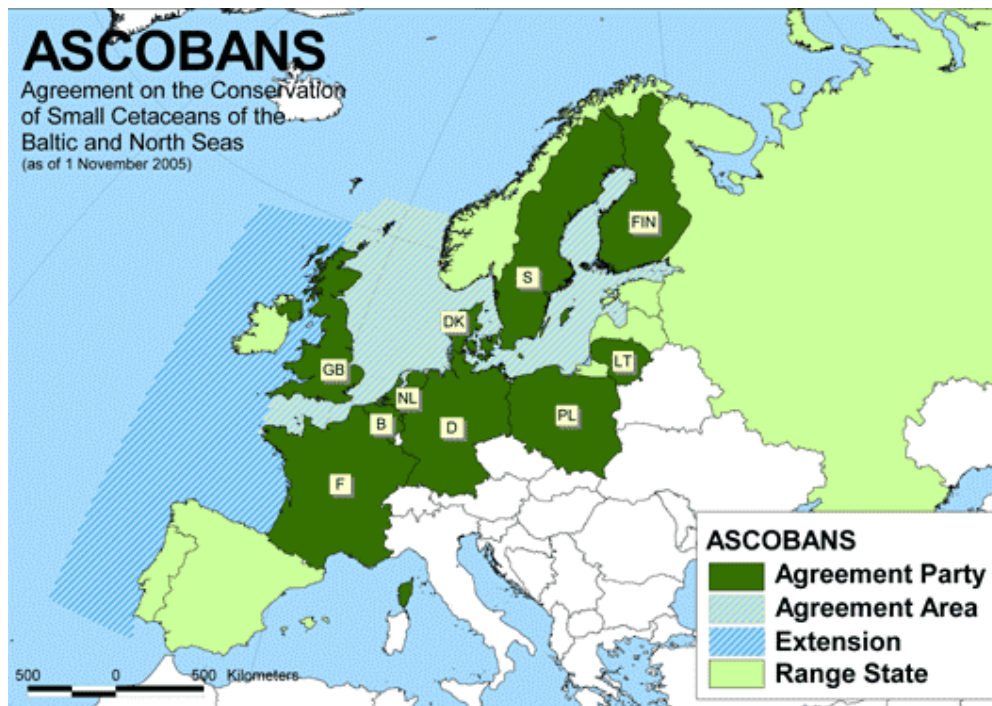 ASCOBANS
Agreement on the Conservation
of Small Cetaceans of the
Baltic and North Seas
(as of 1 November 2005)
FIN
S
DK
LT
GB
NL
PL
B
D
F
ASCOBANS
Agreement Party
Agreement Area
Extension
Range State
500 0 500 Kilometers